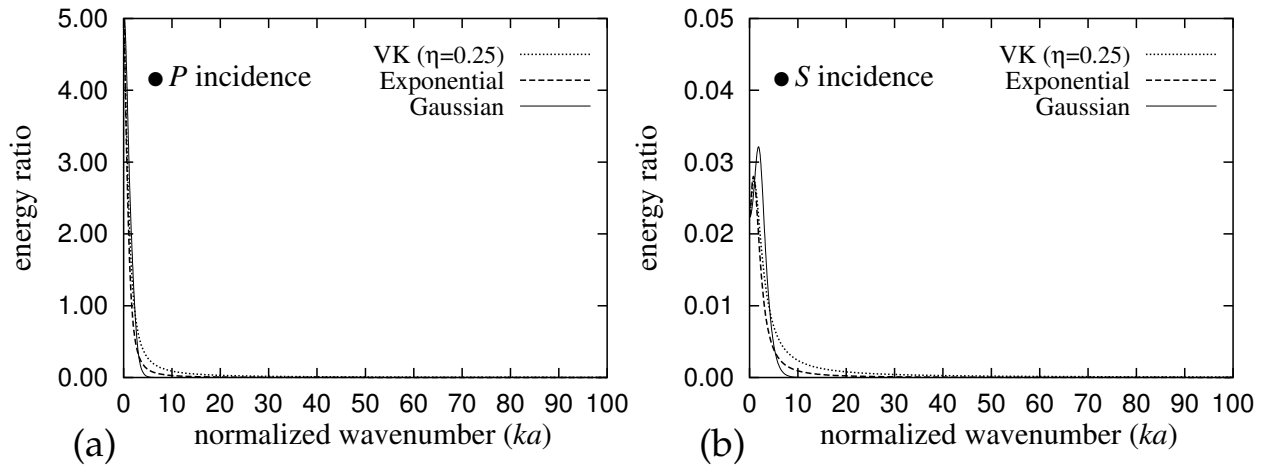 5.00
4.00
3.00
2.00
1.00
0.00
energy ratio
● P incidence
VK (η=0.25)
Exponential
Gaussian
0 10 20 30 40 50 60 70 80 90 100
normalized wavenumber (ka)
(a)
0.05
0.04
0.03
0.02
0.01
0.00
energy ratio
● S incidence
VK (η=0.25)
Exponential
Gaussian
0 10 20 30 40 50 60 70 80 90 100
normalized wavenumber (ka)
(b)